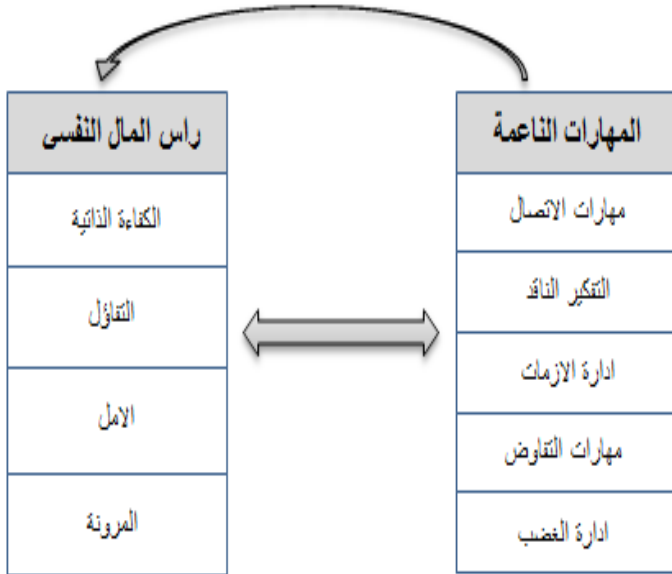 المهارات الناعمة
مهارات الاتصال
التفكير الناقد
ادارة الازمات
مهارات التفاوض
ادارة الغضب
راس المال النفسى
الكفاءة الذاتية
التفاؤل
الامل
المرونة